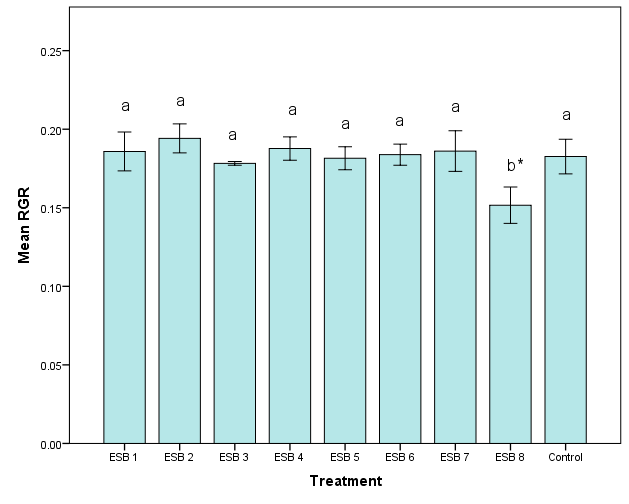 0.25
a a a a a a a b* a
0.20
0.15
0.10
0.05
0.00
Mean RGR
ESB 1 ESB 2 ESB 3 ESB 4 ESB 5 ESB 6 ESB 7 ESB 8 Control
Treatment